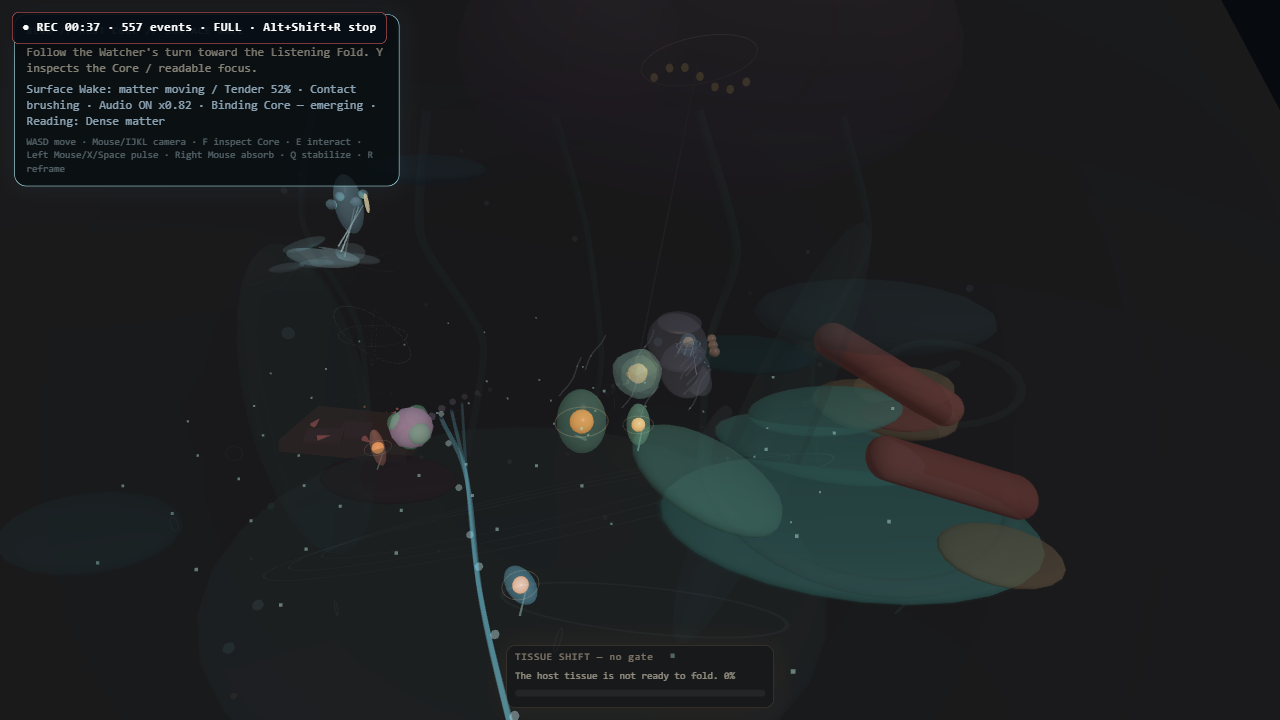 ● REC 00:37 · 557 events · FULL · Alt+Shift+R stop
Follow the Watcher's turn toward the Listening Fold. Y
inspects the Core / readable focus.
Surface Wake: matter moving / Tender 52% · Contact
brushing · Audio ON x0.82 · Binding Core — emerging ·
Reading: Dense matter
WASD move · Mouse/IJKL camera · F inspect Core · E interact ·
Left Mouse/X/Space pulse · Right Mouse absorb · Q stabilize · R
reframe
TISSUE SHIFT — no gate
The host tissue is not ready to fold. 0%